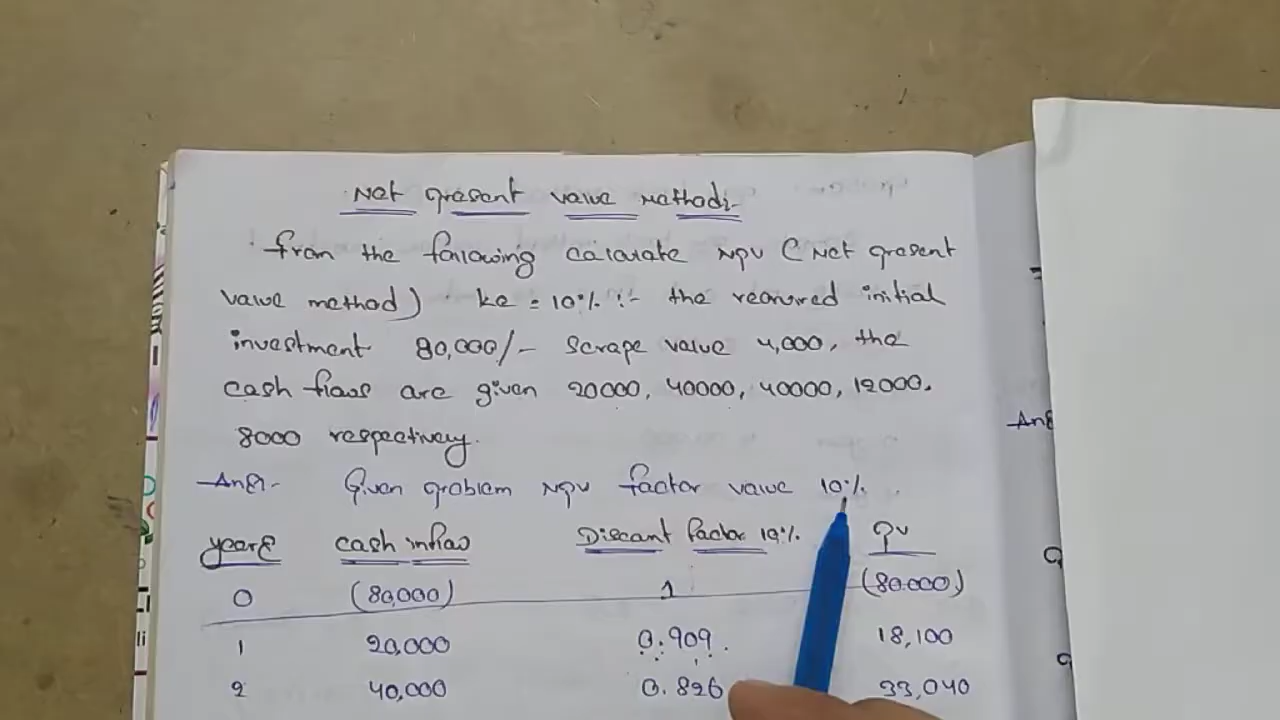 Net present value method:-
from the following calculate NPV ( Net present
value method) ke = 10% :- the required initial
investment 80,000/- scrape value 4,000, the
cash flows are given 20000, 40000, 40000, 12000,
8000 respectively.
Ans:- Given problem NPV factor value 10%.
years cash inflow Discount factor 10% PV
0 (80,000) 1 (80.000)
1 20,000 0.909 18,100
2 40,000 0.826 33,040
Ans